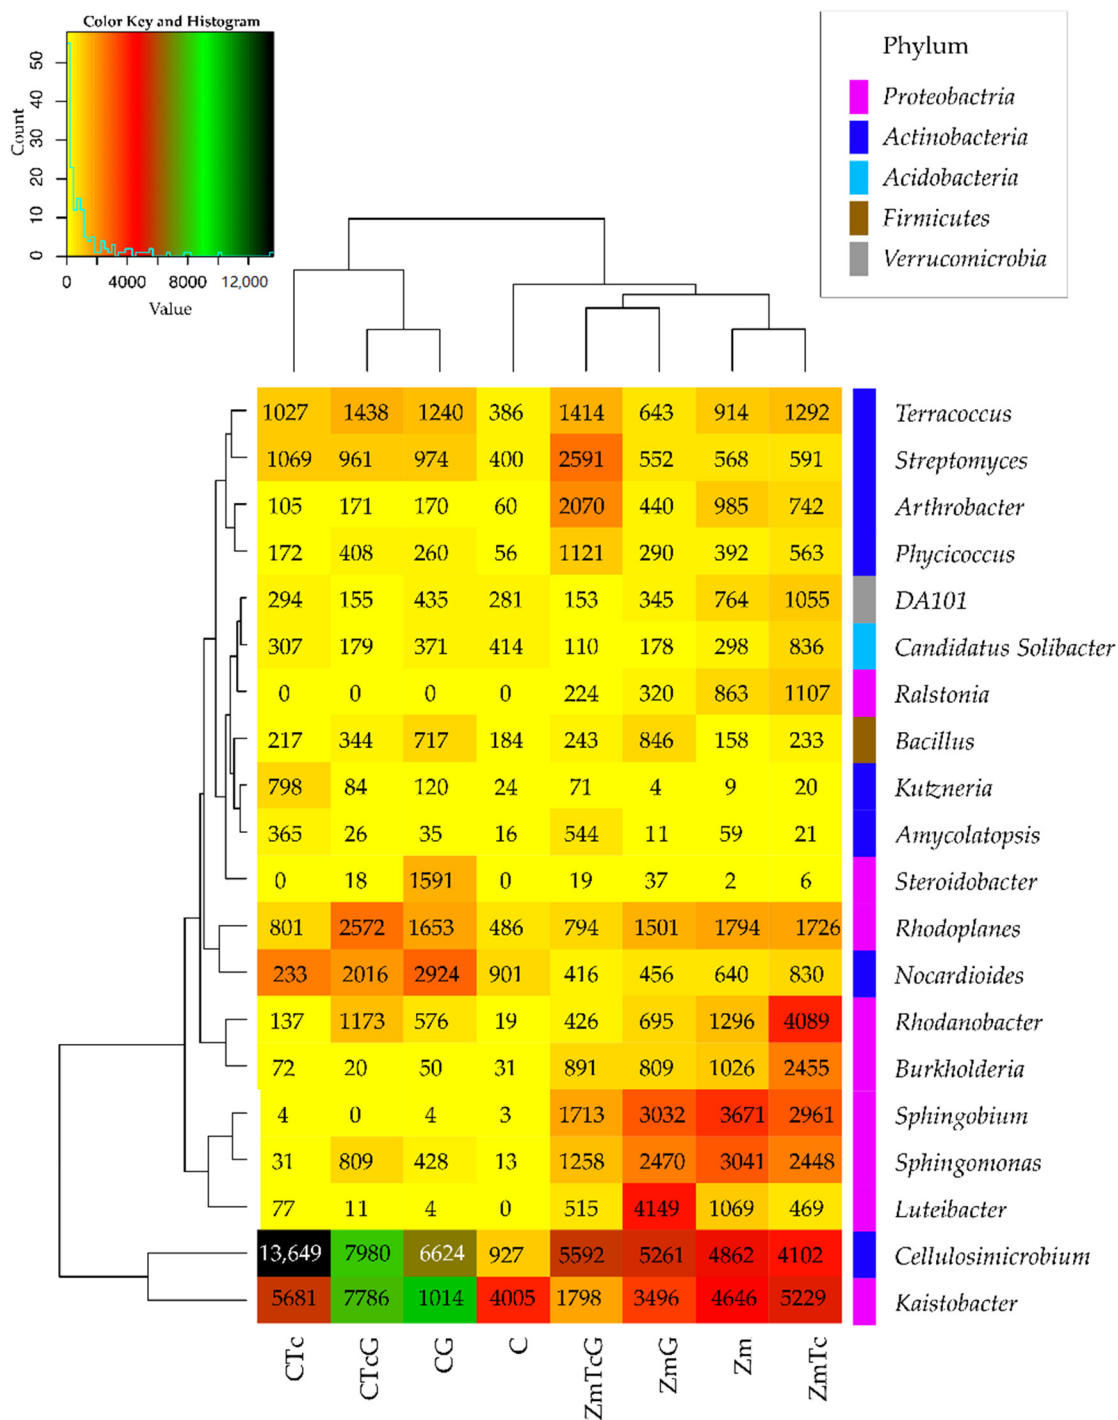 Color Key and Histogram
Count
0
10
20
30
40
50
0
4000
8000
12,000
Value
Phylum
Proteobactria
Actinobacteria
Acidobacteria
Firmicutes
Verrucomicrobia
1027 1438 1240 386 1414 643 914 1292 Terracoccus
1069 961 974 400 2591 552 568 591 Streptomyces
105 171 170 60 2070 440 985 742 Arthrobacter
172 408 260 56 1121 290 392 563 Phycicoccus
294 155 435 281 153 345 764 1055 DA101
307 179 371 414 110 178 298 836 Candidatus Solibacter
0 0 0 0 224 320 863 1107 Ralstonia
217 344 717 184 243 846 158 233 Bacillus
798 84 120 24 71 4 9 20 Kutzneria
365 26 35 16 544 11 59 21 Amycolatopsis
0 18 1591 0 19 37 2 6 Steroidobacter
801 2572 1653 486 794 1501 1794 1726 Rhodoplanes
233 2016 2924 901 416 456 640 830 Nocardioides
137 1173 576 19 426 695 1296 4089 Rhodanobacter
72 20 50 31 891 809 1026 2455 Burkholderia
4 0 4 3 1713 3032 3671 2961 Sphingobium
31 809 428 13 1258 2470 3041 2448 Sphingomonas
77 11 4 0 515 4149 1069 469 Luteibacter
13,649 7980 6624 927 5592 5261 4862 4102 Cellulosimicrobium
5681 7786 1014 4005 1798 3496 4646 5229 Kaistobacter
CTc CTcG CG C ZmTcG ZmG Zm ZmTc